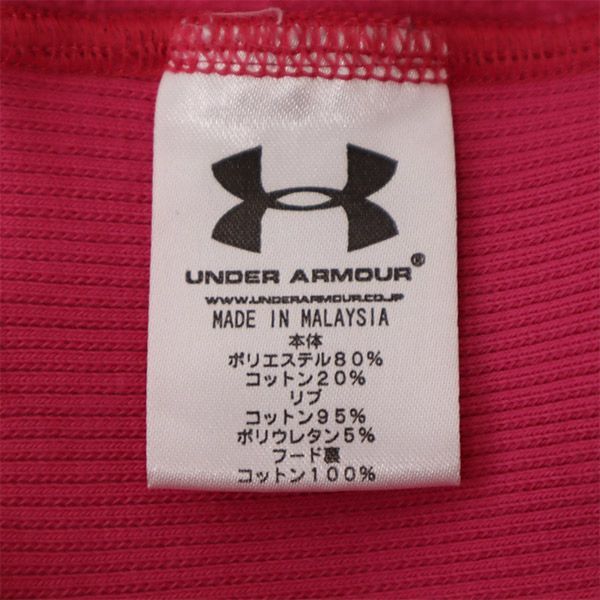 UNDER ARMOUR®
WWW.UNDERARMOUR.CO.JP
MADE IN MALAYSIA
本体
ポリエステル80%
コットン20%
リブ
コットン95%
ポリウレタン5%
フード裏
コットン100%